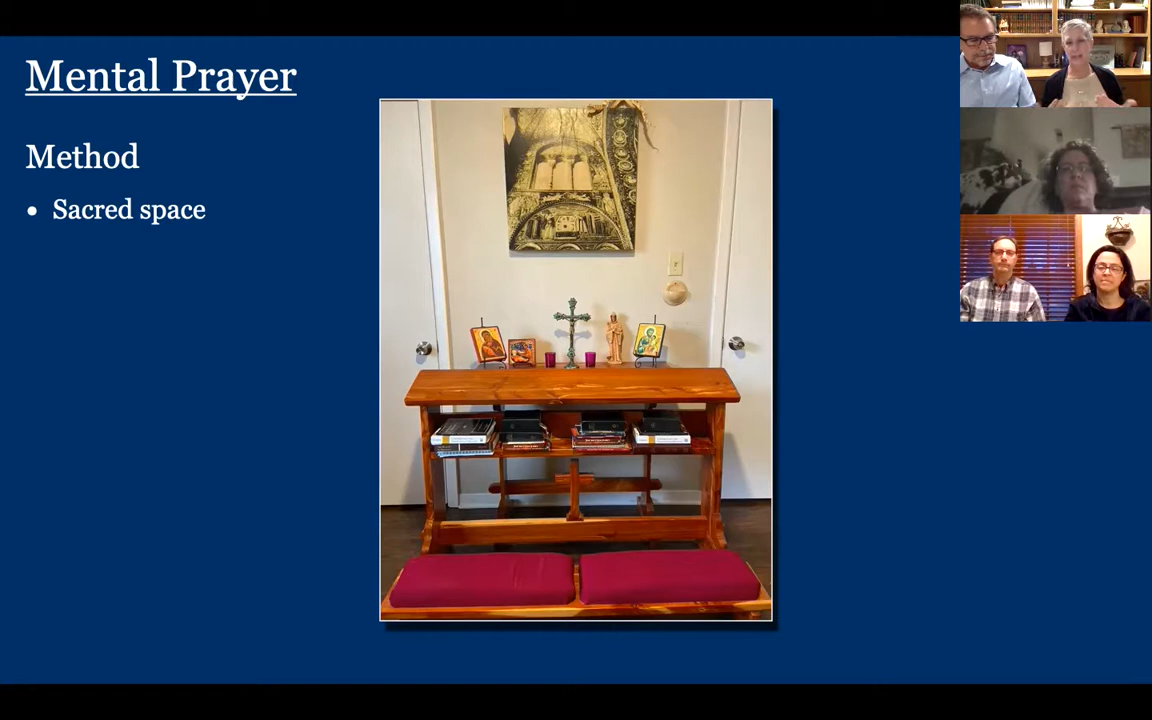 Mental Prayer
Method
• Sacred space